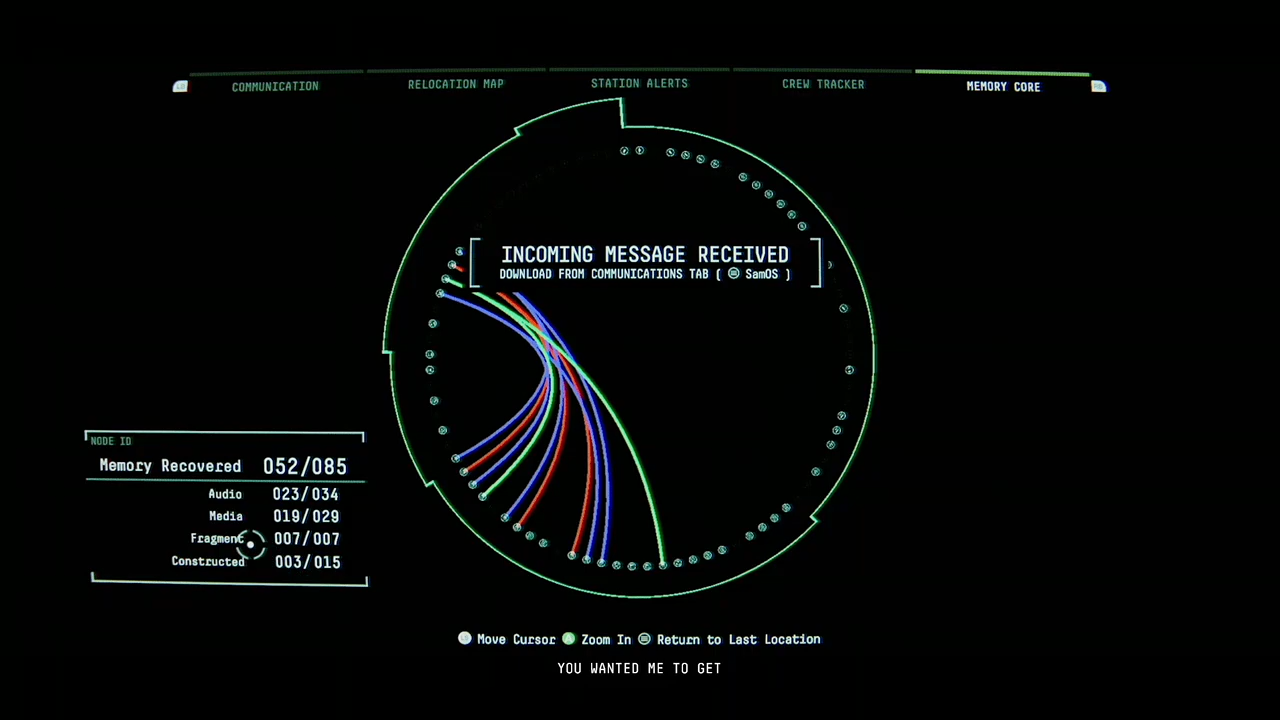 COMMUNICATION
RELOCATION MAP
STATION ALERTS
CREW TRACKER
MEMORY CORE
INCOMING MESSAGE RECEIVED
DOWNLOAD FROM COMMUNICATIONS TAB ( SamOS )
NODE ID
Memory Recovered 052/085
Audio 023/034
Media 019/029
Fragment 007/007
Constructed 003/015
Move Cursor Zoom In Return to Last Location
YOU WANTED ME TO GET